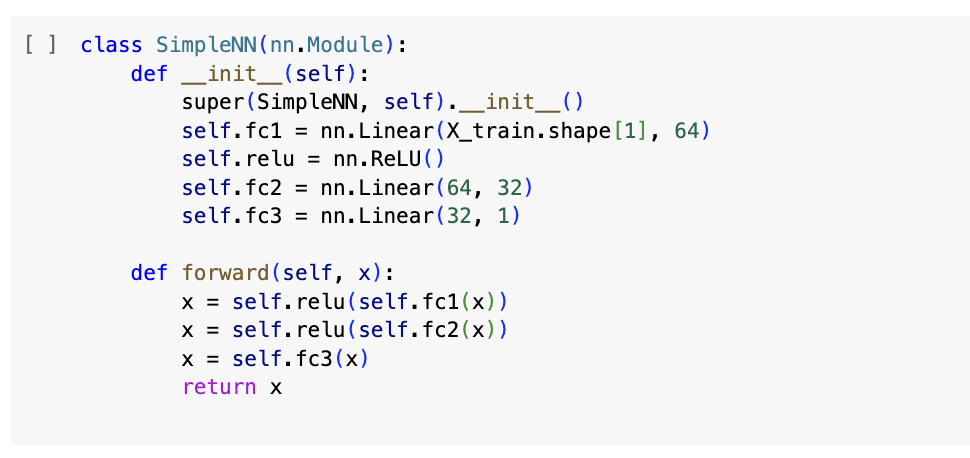 [ ] class SimpleNN(nn.Module):
    def __init__(self):
        super(SimpleNN, self).__init__()
        self.fc1 = nn.Linear(X_train.shape[1], 64)
        self.relu = nn.ReLU()
        self.fc2 = nn.Linear(64, 32)
        self.fc3 = nn.Linear(32, 1)

    def forward(self, x):
        x = self.relu(self.fc1(x))
        x = self.relu(self.fc2(x))
        x = self.fc3(x)
        return x